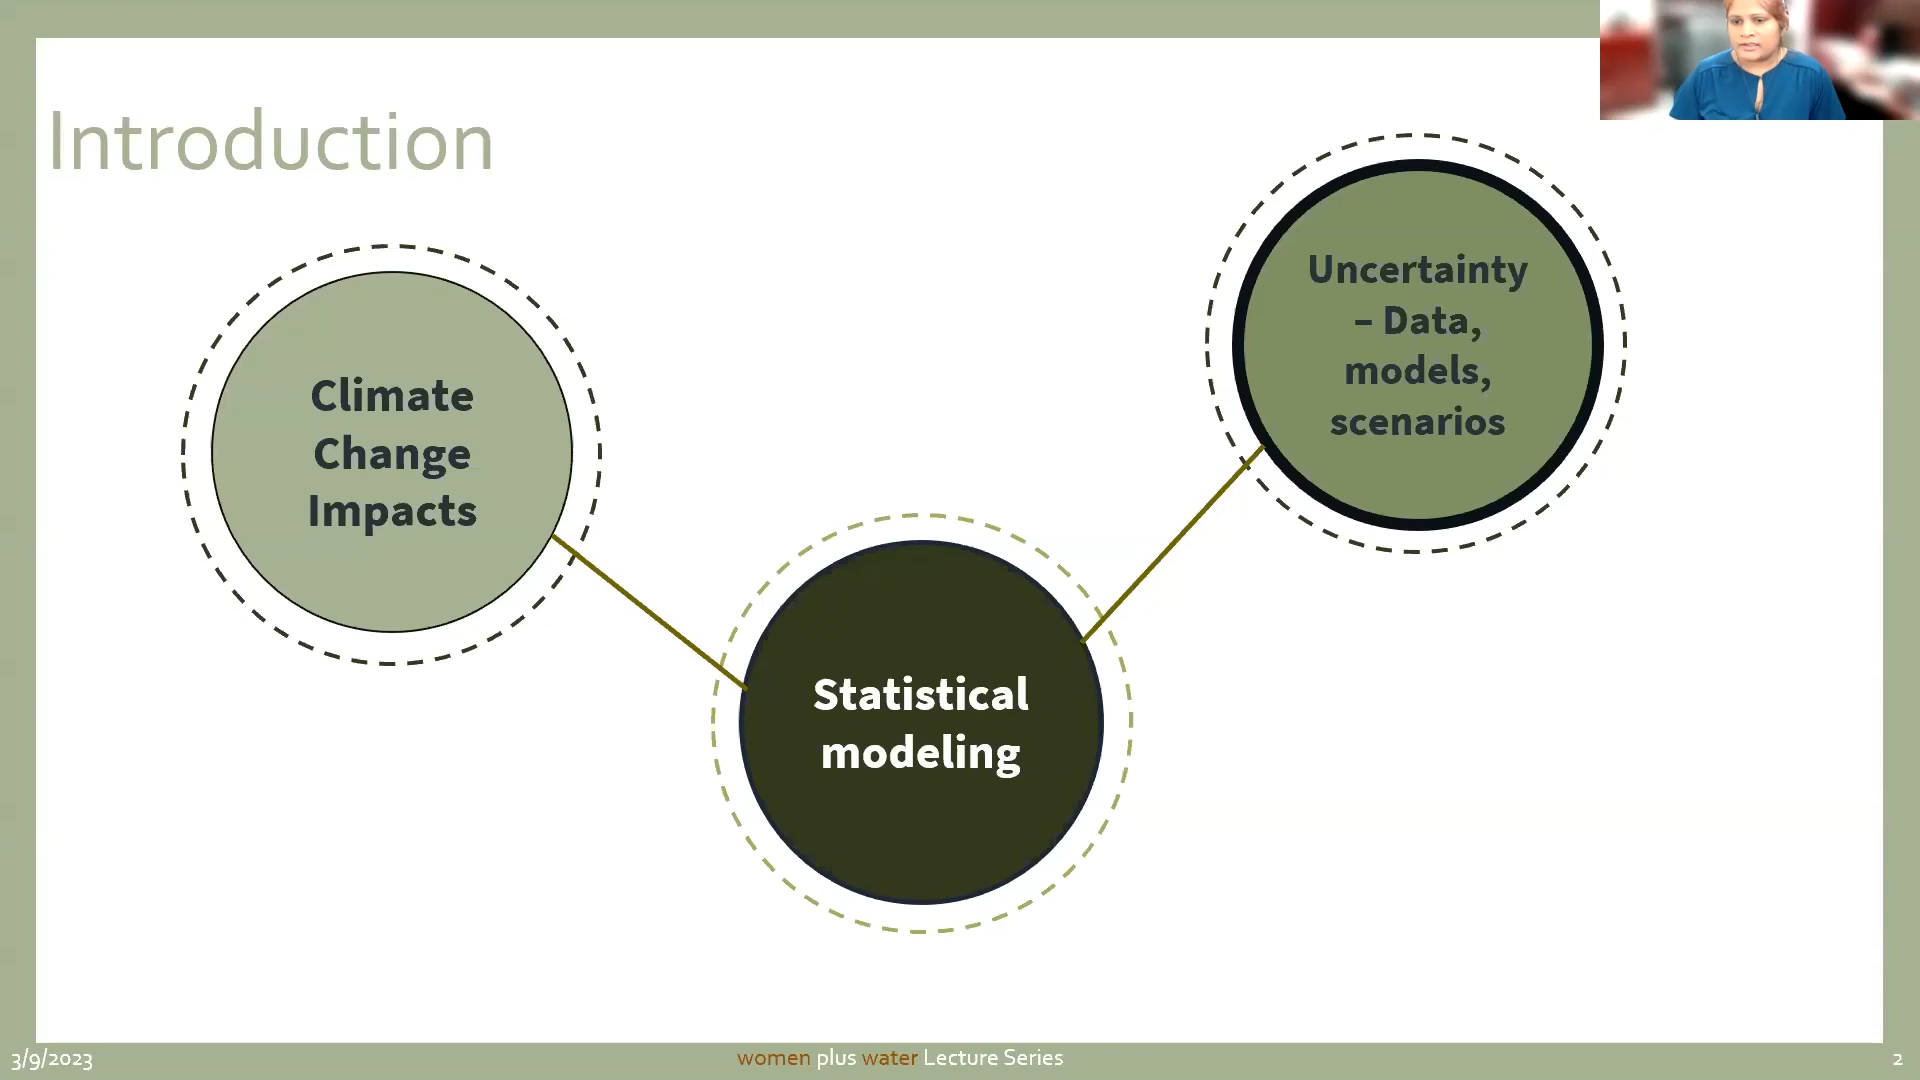 Introduction
Climate
Change
Impacts
Statistical
modeling
Uncertainty
– Data,
models,
scenarios
3/9/2023
women plus water Lecture Series
2